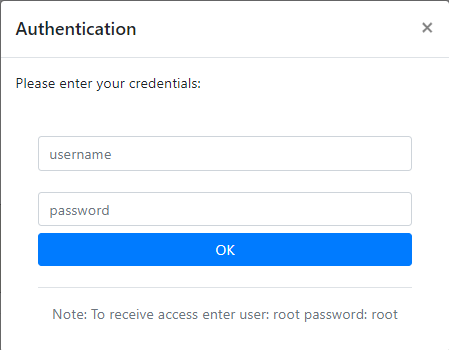 Authentication ×
Please enter your credentials:
username
password
OK
Note: To receive access enter user: root password: root